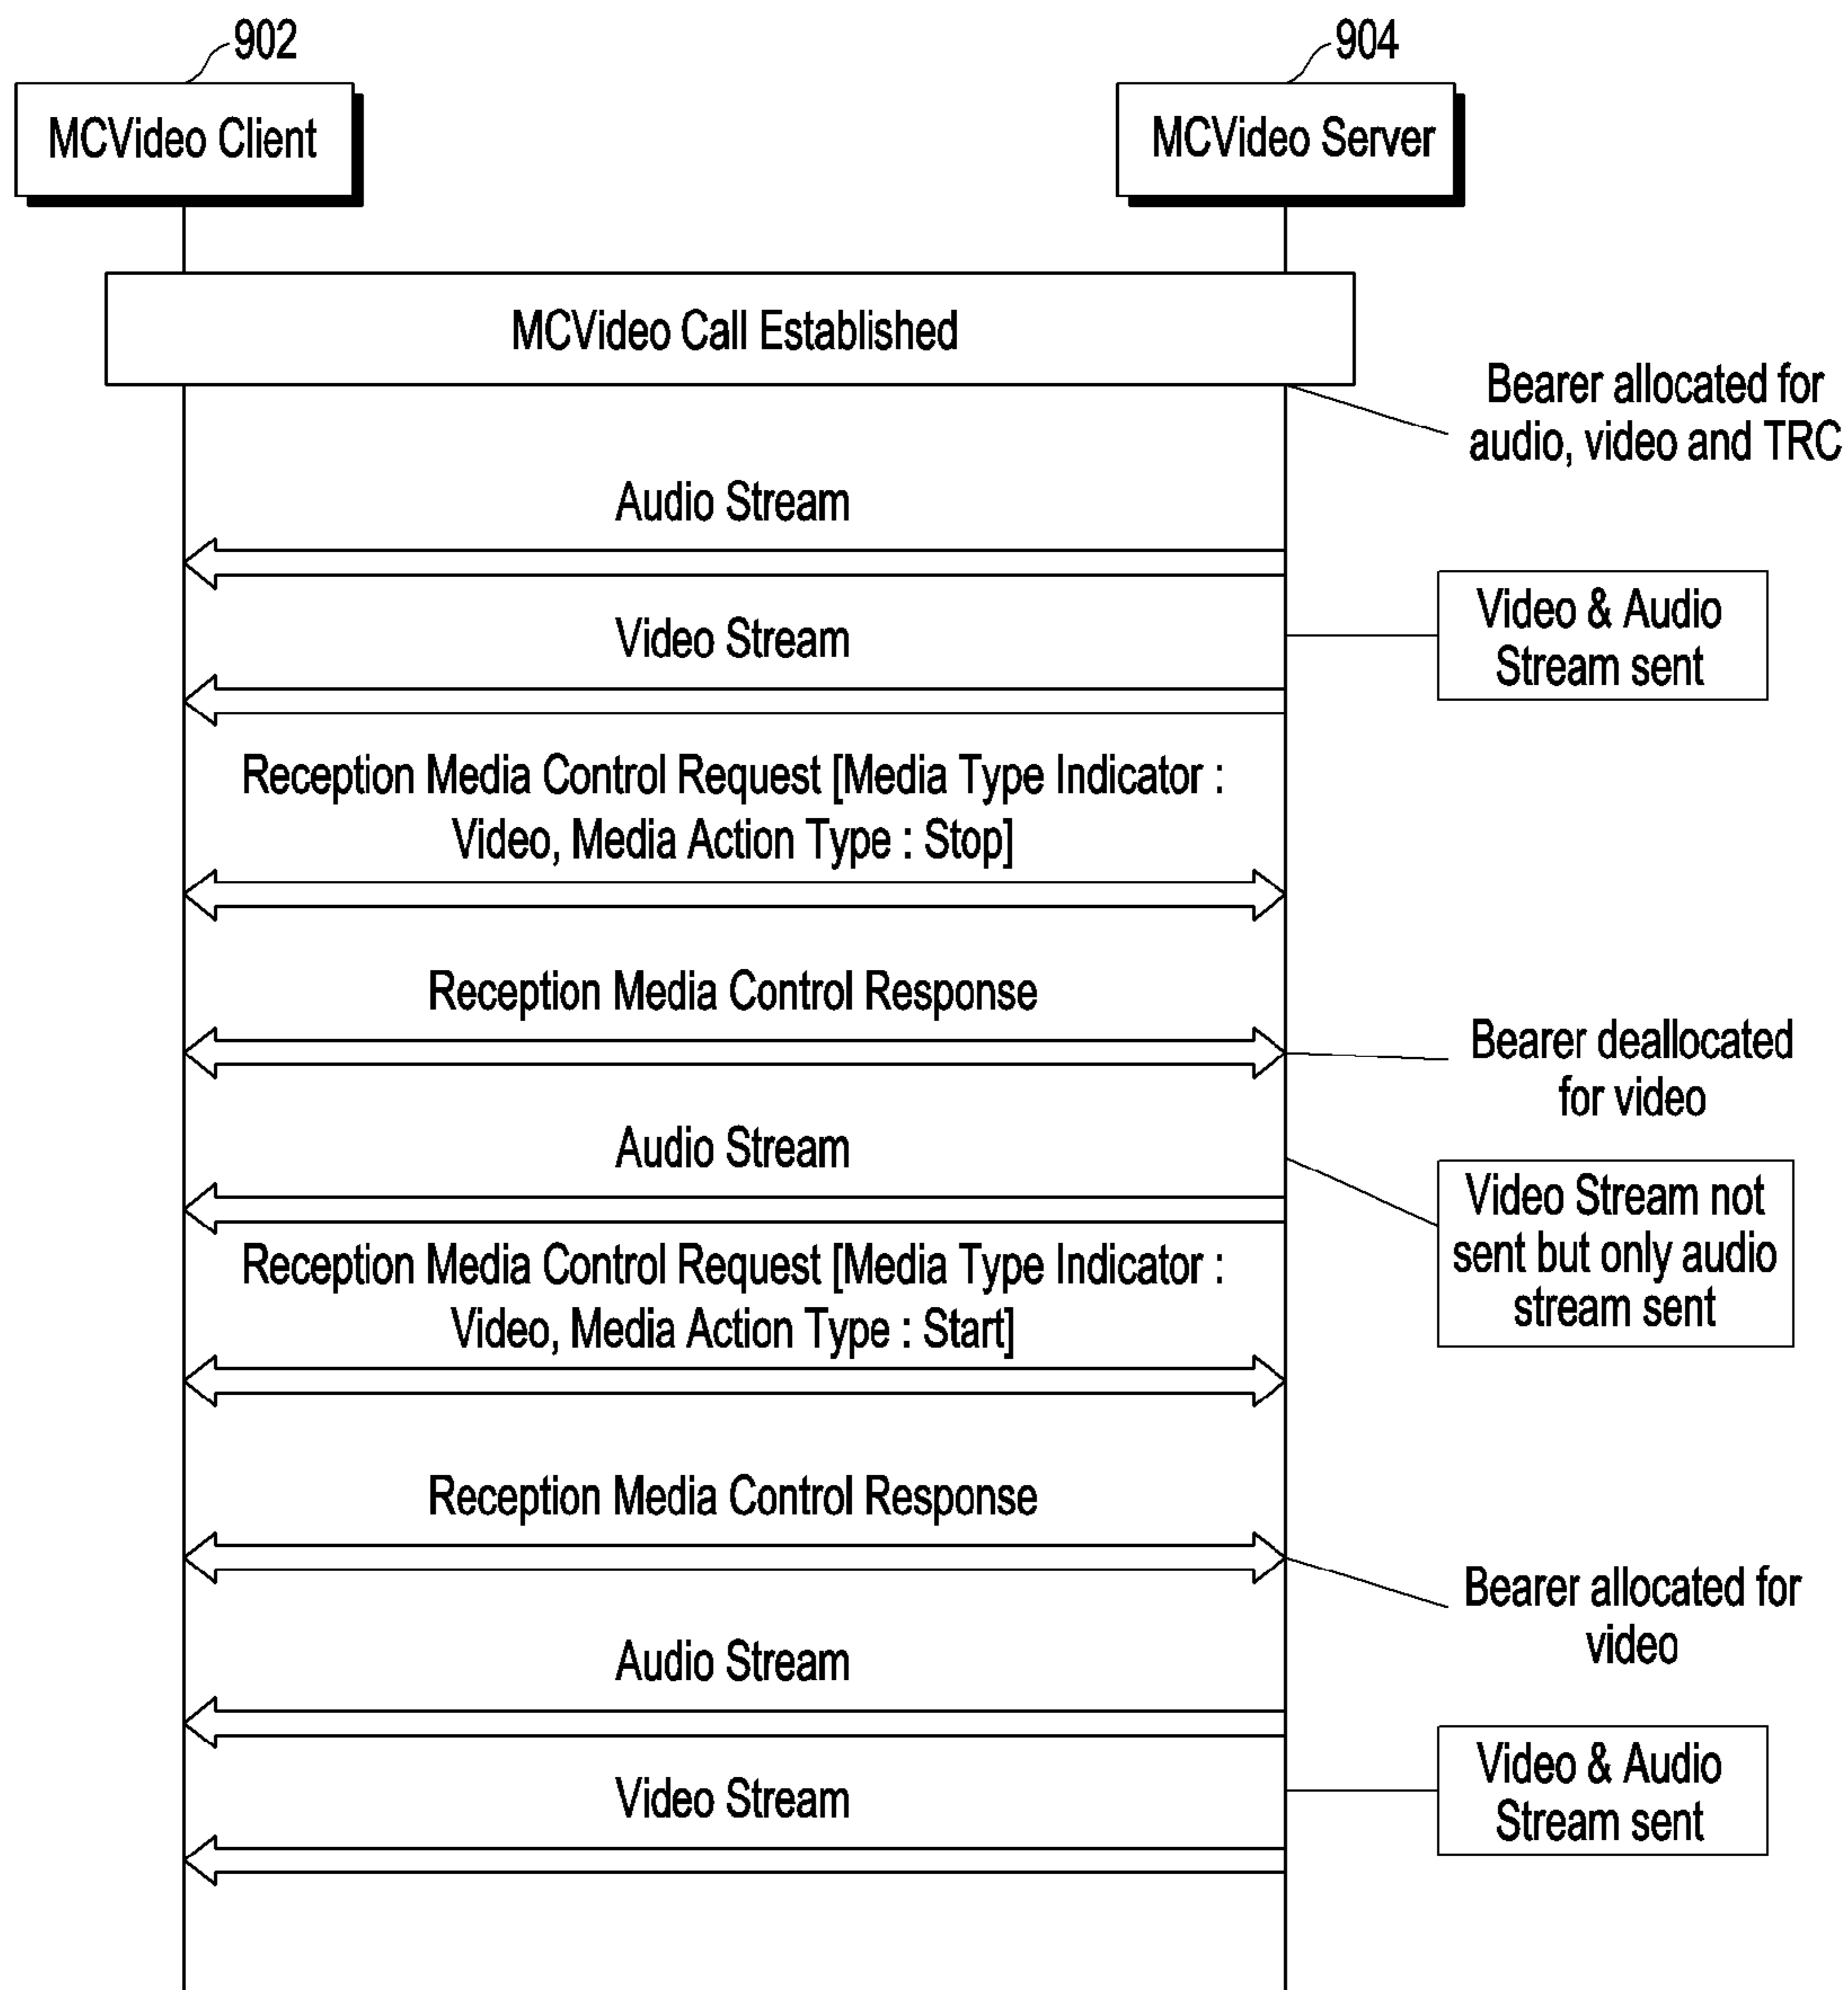 902
904
MCVideo Client
MCVideo Server
MCVideo Call Established
Bearer allocated for
audio, video and TRC
Audio Stream
Video & Audio
Stream sent
Video Stream
Reception Media Control Request [Media Type Indicator :
Video, Media Action Type : Stop]
Reception Media Control Response
Bearer deallocated
for video
Audio Stream
Video Stream not
sent but only audio
stream sent
Reception Media Control Request [Media Type Indicator :
Video, Media Action Type : Start]
Reception Media Control Response
Bearer allocated for
video
Audio Stream
Video & Audio
Stream sent
Video Stream